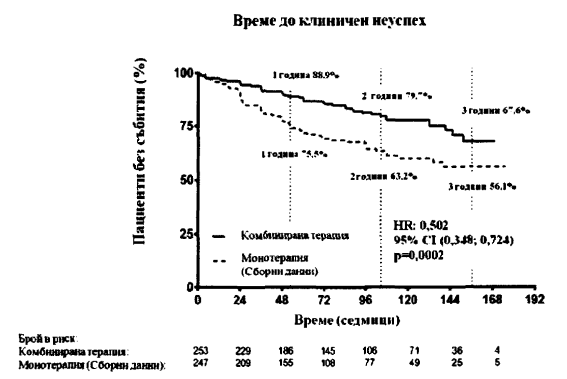 Време до клиничен неуспех
Пациенти без събития (%)
100
75
50
25
0
1 година 88.9%
2 години 79.7%
3 години 67.6%
1 година 75.5%
2 години 63.2%
3 години 56.1%
Комбинирана терапия
Монотерапия
(Сборни данни)
HR: 0,502
95% CI (0,348; 0,724)
p=0,0002
0 24 48 72 96 120 144 168 192
Време (седмици)
Брой в риск:
Комбинирана терапия: 253 229 186 145 106 71 36 4
Монотерапия (Сборни данни): 247 209 155 108 77 49 25 5